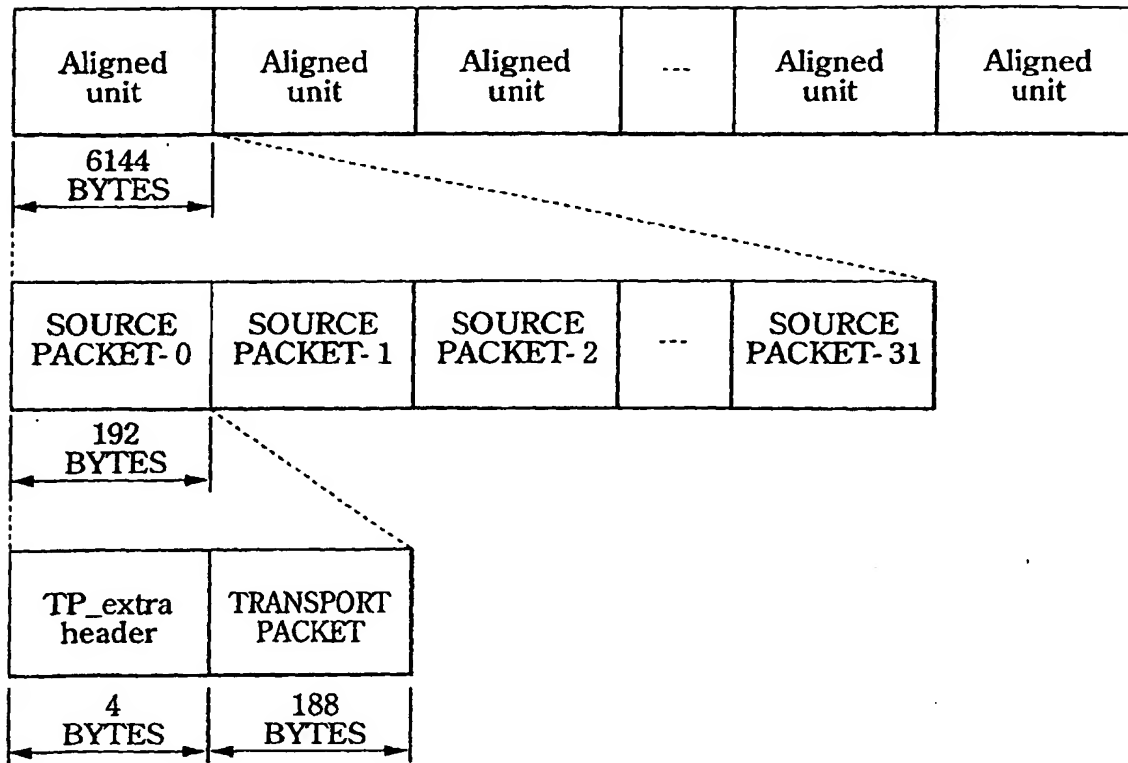 Aligned unit
Aligned unit
Aligned unit
---
Aligned unit
Aligned unit
6144 BYTES
SOURCE PACKET- 0
SOURCE PACKET- 1
SOURCE PACKET- 2
---
SOURCE PACKET- 31
192 BYTES
TP_extra header
TRANSPORT PACKET
4 BYTES
188 BYTES